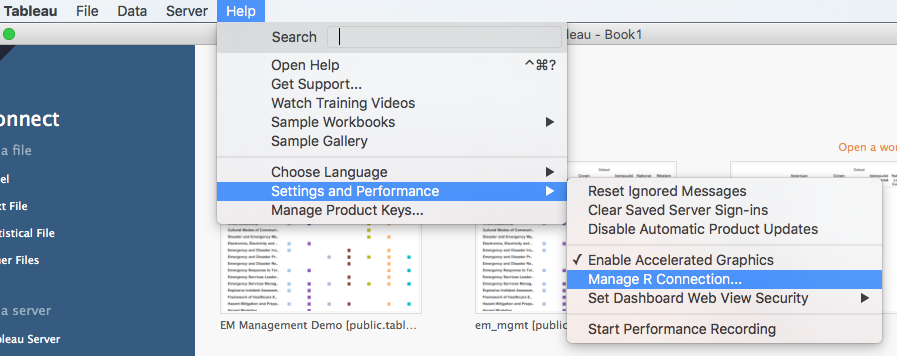 Tableau File Data Server Help
leau - Book1
Search
Open Help ^⌘?
Get Support...
Watch Training Videos
Sample Workbooks
Sample Gallery
Choose Language
Settings and Performance
Manage Product Keys...
Reset Ignored Messages
Clear Saved Server Sign-ins
Disable Automatic Product Updates
✓ Enable Accelerated Graphics
Manage R Connection...
Set Dashboard Web View Security
Start Performance Recording
onnect
a file
el
t File
tistical File
er Files
a server
bleau Server
Open a wor
EM Management Demo [public.tabl...
em_mgmt [public